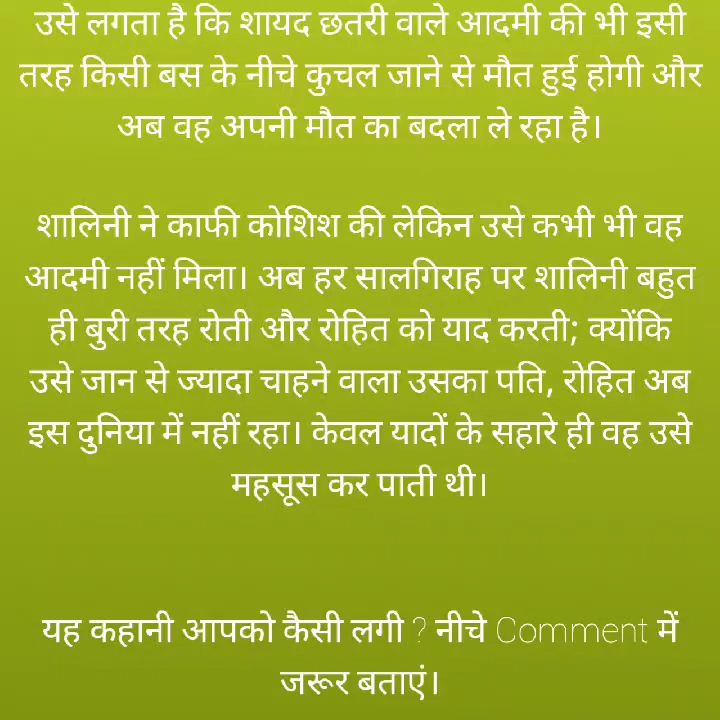 उसे लगता है कि शायद छतरी वाले आदमी की भी इसी
तरह किसी बस के नीचे कुचल जाने से मौत हुई होगी और
अब वह अपनी मौत का बदला ले रहा है।
शालिनी ने काफी कोशिश की लेकिन उसे कभी भी वह
आदमी नहीं मिला। अब हर सालगिराह पर शालिनी बहुत
ही बुरी तरह रोती और रोहित को याद करती; क्योंकि
उसे जान से ज्यादा चाहने वाला उसका पति, रोहित अब
इस दुनिया में नहीं रहा। केवल यादों के सहारे ही वह उसे
महसूस कर पाती थी।
यह कहानी आपको कैसी लगी ? नीचे Comment में
जरूर बताएं।